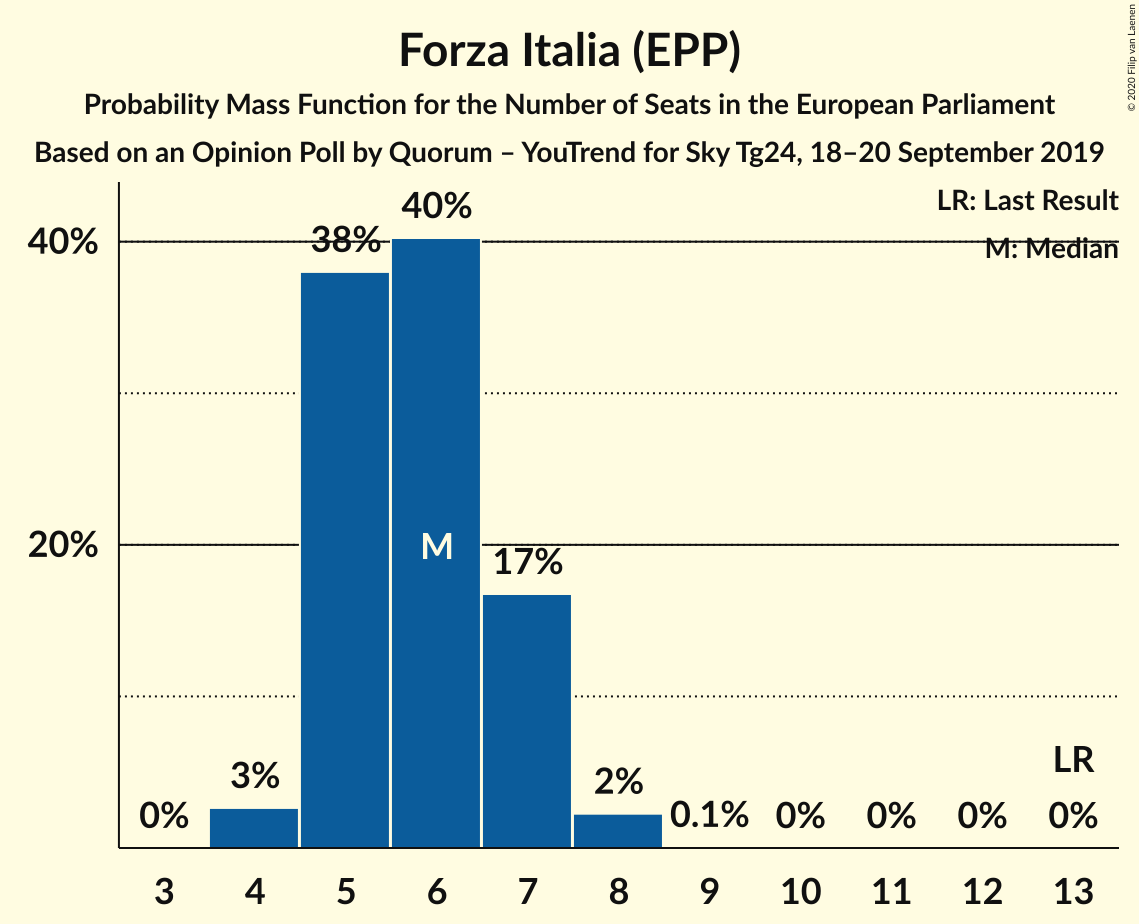 Forza Italia (EPP)
Probability Mass Function for the Number of Seats in the European Parliament
Based on an Opinion Poll by Quorum – YouTrend for Sky Tg24, 18–20 September 2019
© 2020 Filip van Laenen
LR: Last Result
M: Median
40%
20%
0%
3%
38%
40%
M
17%
2%
0.1%
0%
0%
0%
LR
0%
3 4 5 6 7 8 9 10 11 12 13